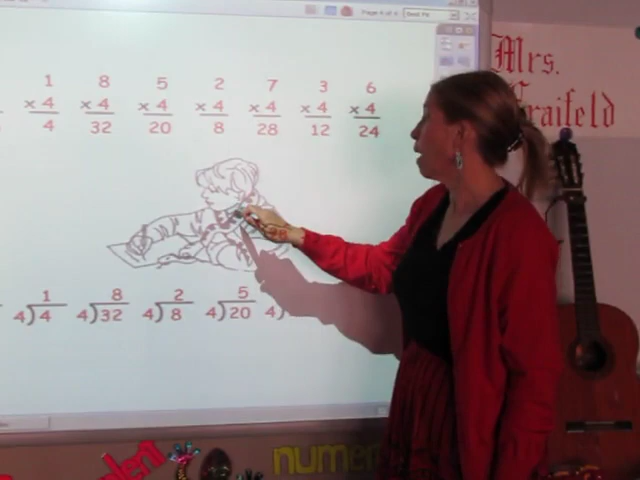 Page 4 of 4 Best Fit
Mrs.
1 8 5 2 7 3 6
× 4 × 4 × 4 × 4 × 4 × 4 × 4
4 32 20 8 28 12 24
1 8 2 5
4)4 4)32 4)8 4)20 4)
numer